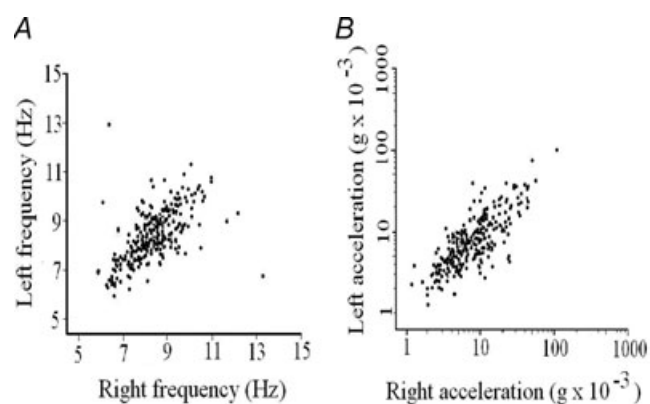 A
Left frequency (Hz)
15
13
11
9
7
5
5 7 9 11 13 15
Right frequency (Hz)
B
Left acceleration (g x 10 -3)
1000
100
10
1
1 10 100 1000
Right acceleration (g x 10 -3)